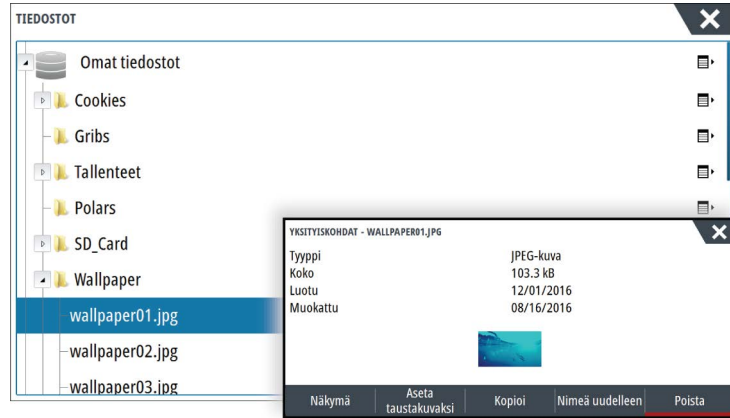 TIEDOSTOT
Omat tiedostot
Cookies
Gribs
Tallenteet
Polars
SD_Card
Wallpaper
wallpaper01.jpg
wallpaper02.jpg
wallpaper03.jpg
YKSITYISKOHDAT - WALLPAPER01.JPG
Tyyppi JPEG-kuva
Koko 103.3 kB
Luotu 12/01/2016
Muokattu 08/16/2016
Näkymä Aseta taustakuvaksi Kopioi Nimeä uudelleen Poista